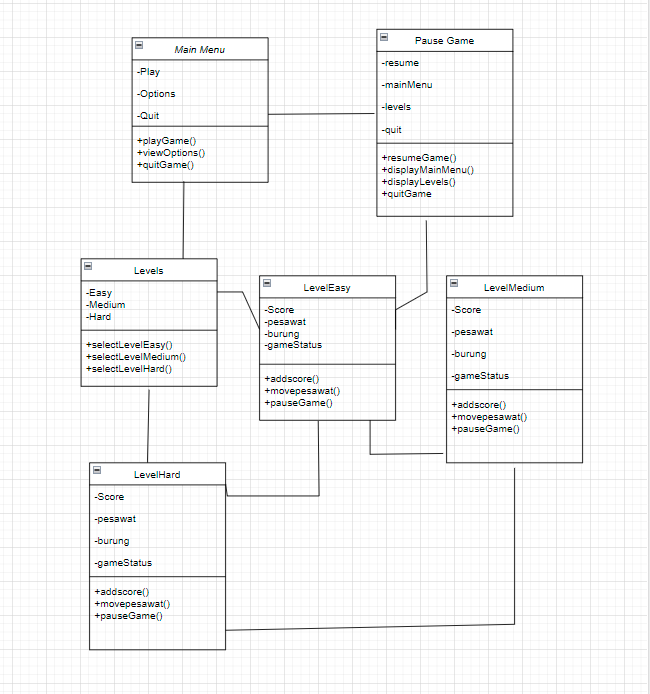 Main Menu
-Play
-Options
-Quit
+playGame()
+viewOptions()
+quitGame()
Pause Game
-resume
-mainMenu
-levels
-quit
+resumeGame()
+displayMainMenu()
+displayLevels()
+quitGame
Levels
-Easy
-Medium
-Hard
+selectLevelEasy()
+selectLevelMedium()
+selectLevelHard()
LevelEasy
-Score
-pesawat
-burung
-gameStatus
+addscore()
+movepesawat()
+pauseGame()
LevelMedium
-Score
-pesawat
-burung
-gameStatus
+addscore()
+movepesawat()
+pauseGame()
LevelHard
-Score
-pesawat
-burung
-gameStatus
+addscore()
+movepesawat()
+pauseGame()